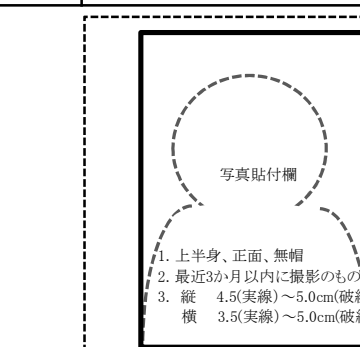 写真貼付欄
1. 上半身、正面、無帽
2. 最近3か月以内に撮影のもの
3. 縦 4.5(実線)～5.0cm(破
横 3.5(実線)～5.0cm(破